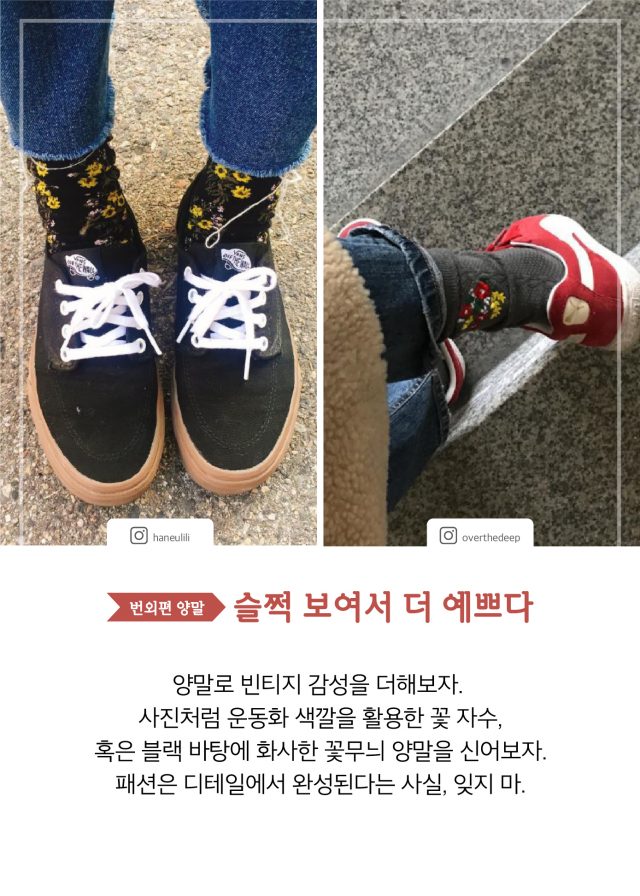 VANS
VANS
haneulili
overthedeep
번외편 양말 슬쩍 보여서 더 예쁘다
양말로 빈티지 감성을 더해보자.
사진처럼 운동화 색깔을 활용한 꽃 자수,
혹은 블랙 바탕에 화사한 꽃무늬 양말을 신어보자.
패션은 디테일에서 완성된다는 사실, 잊지 마.